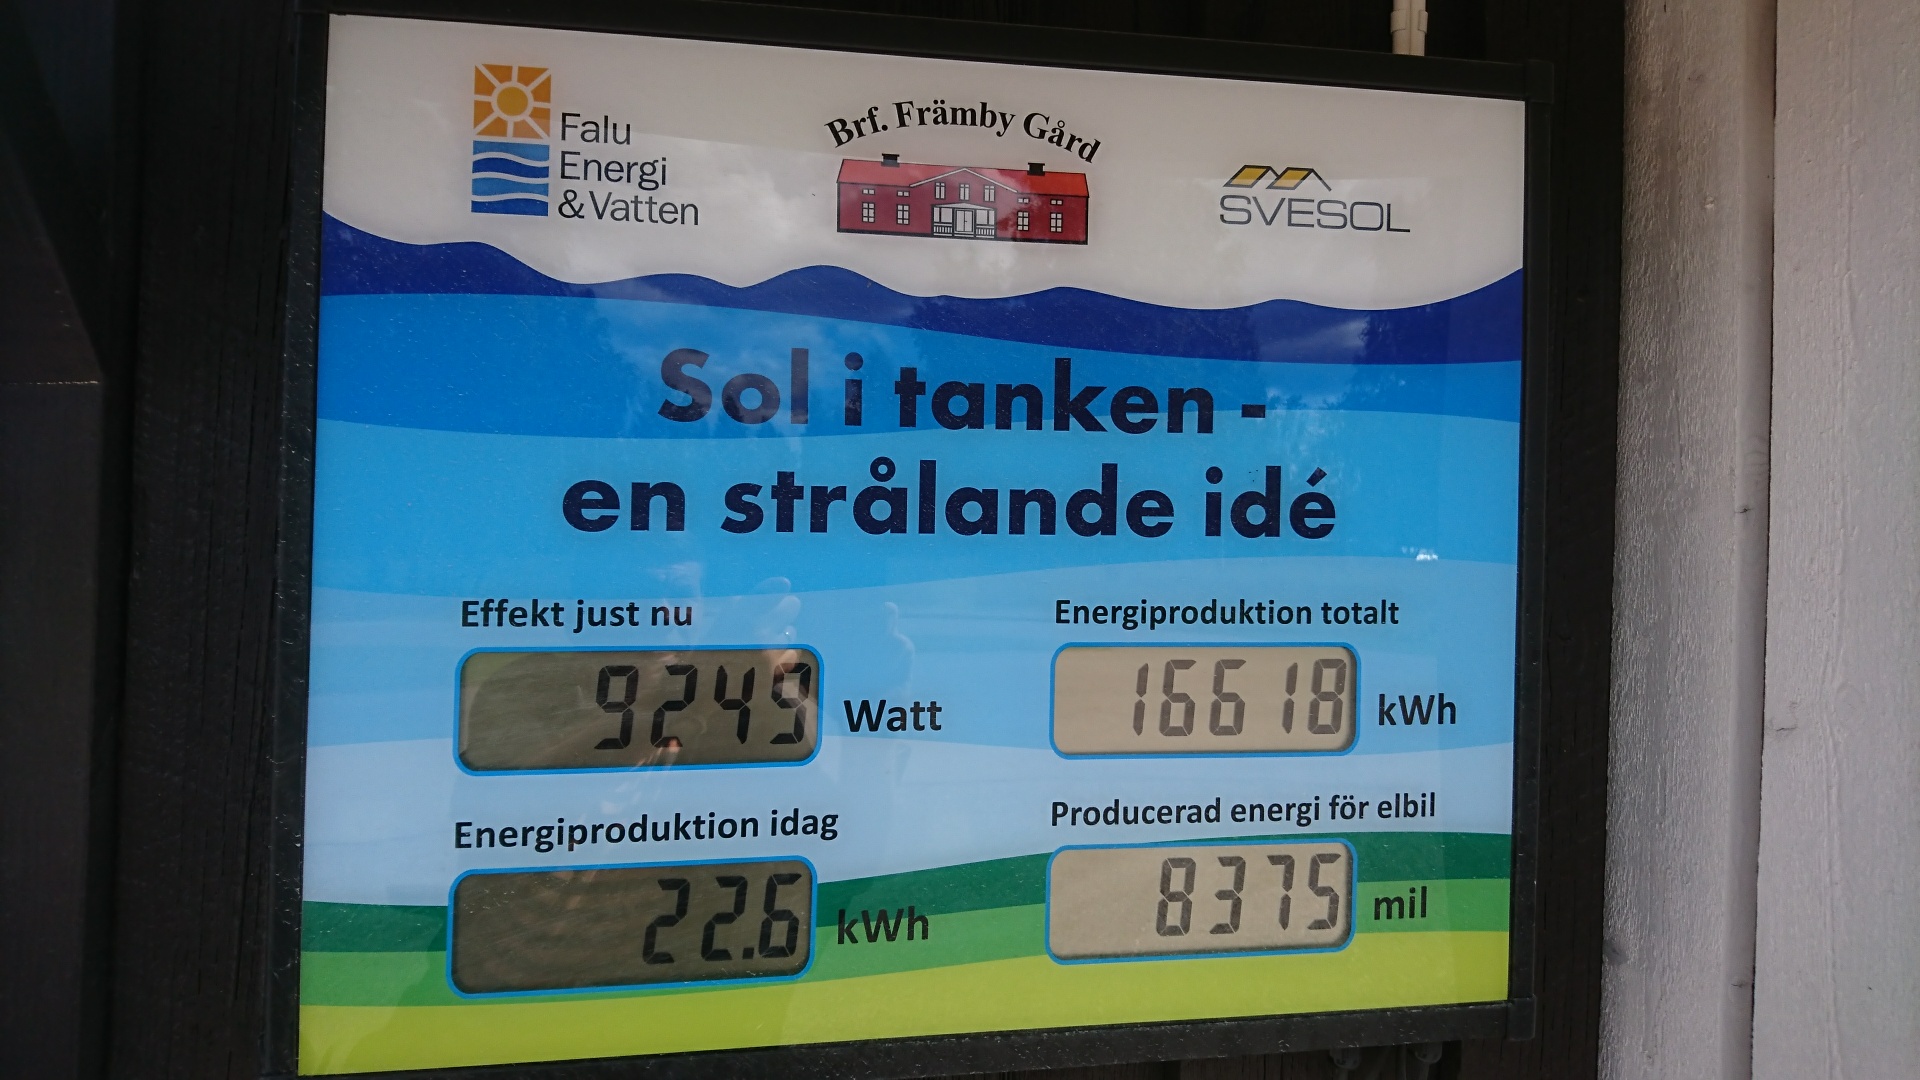 Falu
Energi
& Vatten
Brf. Främby Gård
SVESOL
Sol i tanken -
en strålande idé
Effekt just nu
9249 Watt
Energiproduktion totalt
16618 kWh
Energiproduktion idag
22.6 kWh
Producerad energi för elbil
8375 mil